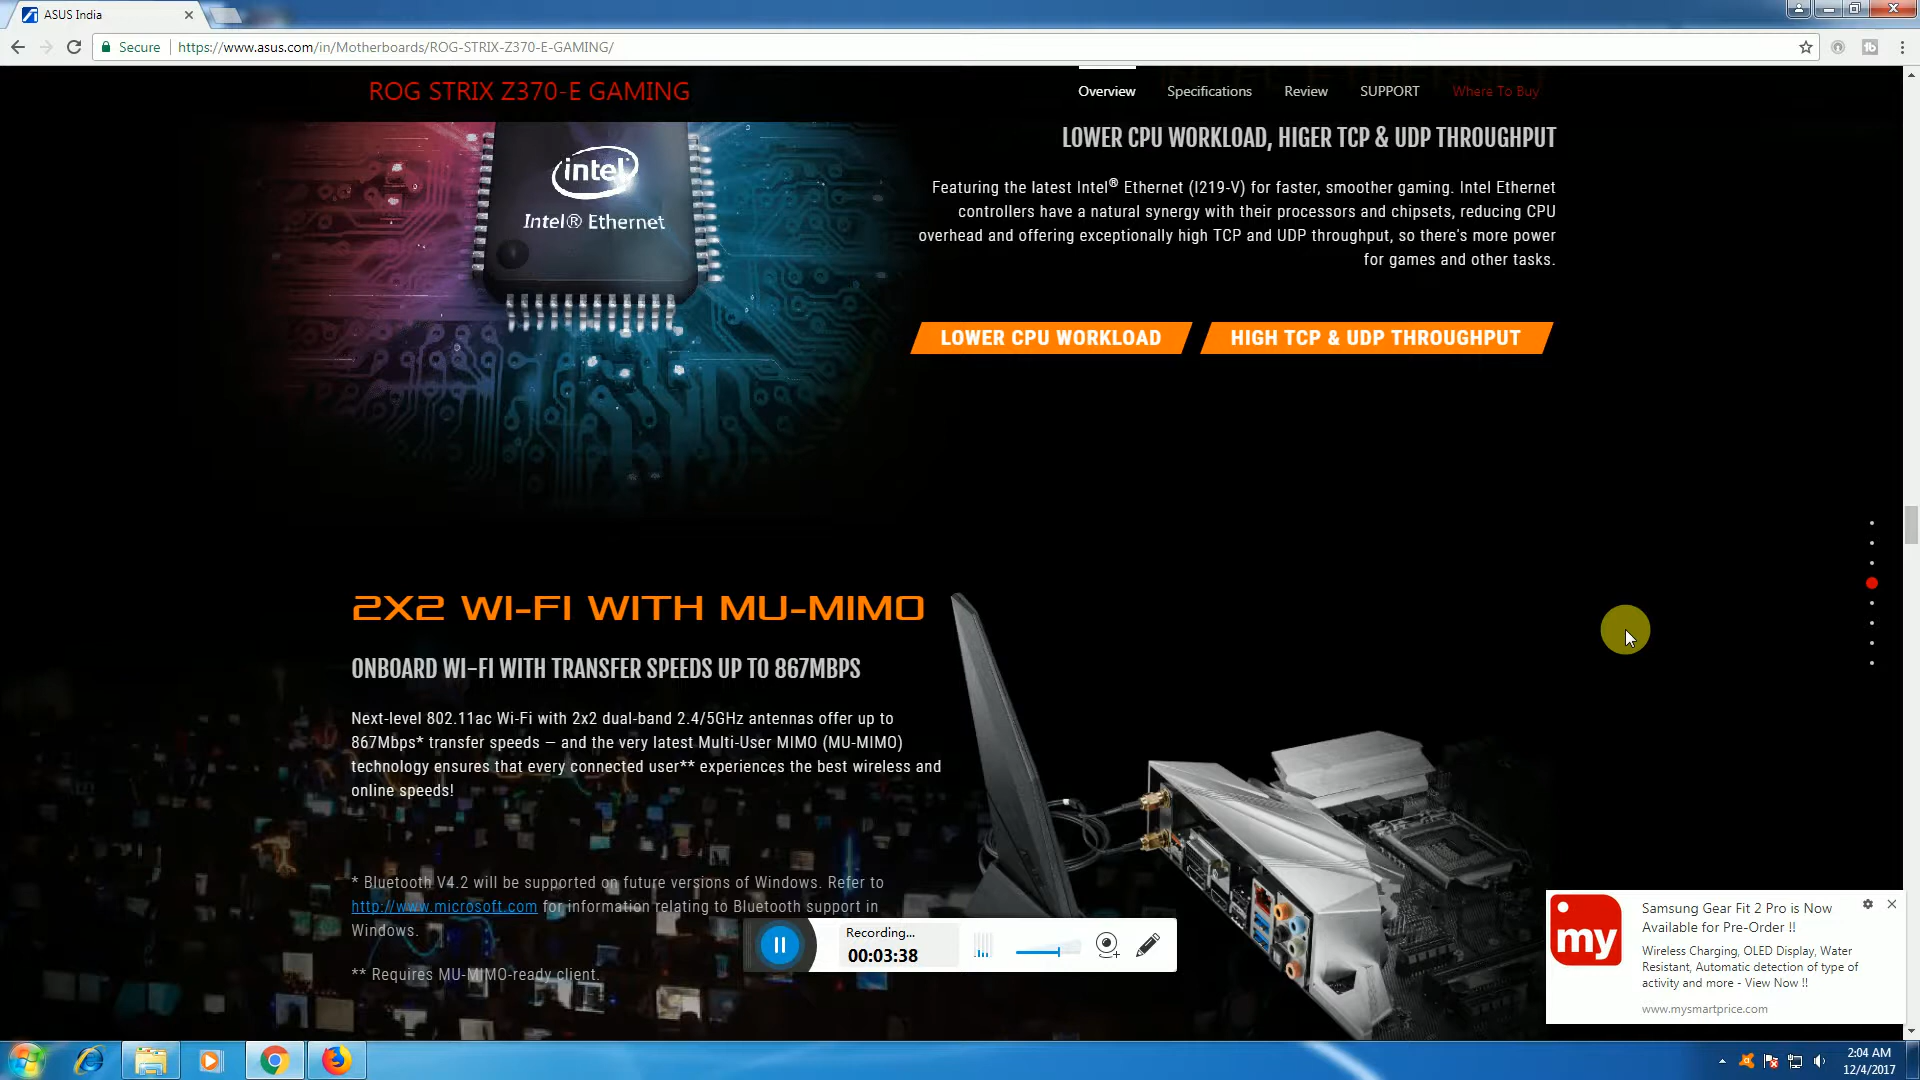 ASUS India
Secure
https://www.asus.com/in/Motherboards/ROG-STRIX-Z370-E-GAMING/
ROG STRIX Z370-E GAMING
Overview
Specifications
Review
SUPPORT
Where To Buy
LOWER CPU WORKLOAD, HIGER TCP & UDP THROUGHPUT
intel
Intel® Ethernet
Featuring the latest Intel® Ethernet (I219-V) for faster, smoother gaming. Intel Ethernet
controllers have a natural synergy with their processors and chipsets, reducing CPU
overhead and offering exceptionally high TCP and UDP throughput, so there's more power
for games and other tasks.
LOWER CPU WORKLOAD
HIGH TCP & UDP THROUGHPUT
2X2 WI-FI WITH MU-MIMO
ONBOARD WI-FI WITH TRANSFER SPEEDS UP TO 867MBPS
Next-level 802.11ac Wi-Fi with 2x2 dual-band 2.4/5GHz antennas offer up to
867Mbps* transfer speeds — and the very latest Multi-User MIMO (MU-MIMO)
technology ensures that every connected user** experiences the best wireless and
online speeds!
* Bluetooth V4.2 will be supported on future versions of Windows. Refer to
http://www.microsoft.com for information relating to Bluetooth support in
Windows.
** Requires MU-MIMO-ready client.
Recording...
00:03:38
my
Samsung Gear Fit 2 Pro is Now
Available for Pre-Order !!
Wireless Charging, OLED Display, Water
Resistant, Automatic detection of type of
activity and more - View Now !!
www.mysmartprice.com
2:04 AM
12/4/2017